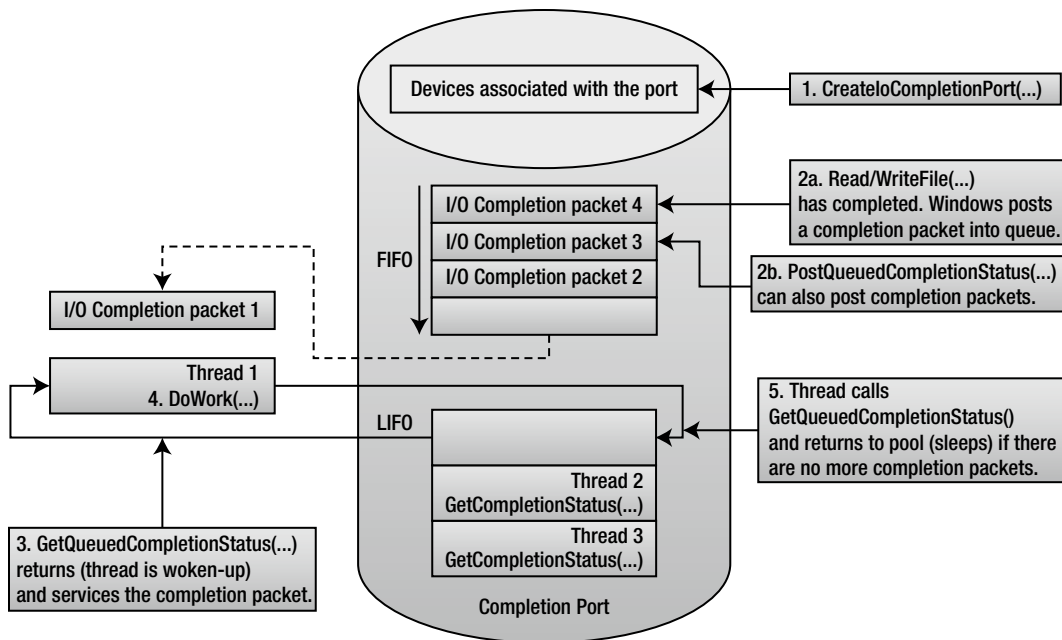 Devices associated with the port
1. CreateIoCompletionPort(...)
2a. Read/WriteFile(...)
has completed. Windows posts
a completion packet into queue.
I/O Completion packet 4
I/O Completion packet 3
I/O Completion packet 2
FIFO
2b. PostQueuedCompletionStatus(...)
can also post completion packets.
I/O Completion packet 1
Thread 1
4. DoWork(...)
LIFO
5. Thread calls
GetQueuedCompletionStatus()
and returns to pool (sleeps) if there
are no more completion packets.
Thread 2
GetCompletionStatus(...)
Thread 3
GetCompletionStatus(...)
3. GetQueuedCompletionStatus(...)
returns (thread is woken-up)
and services the completion packet.
Completion Port